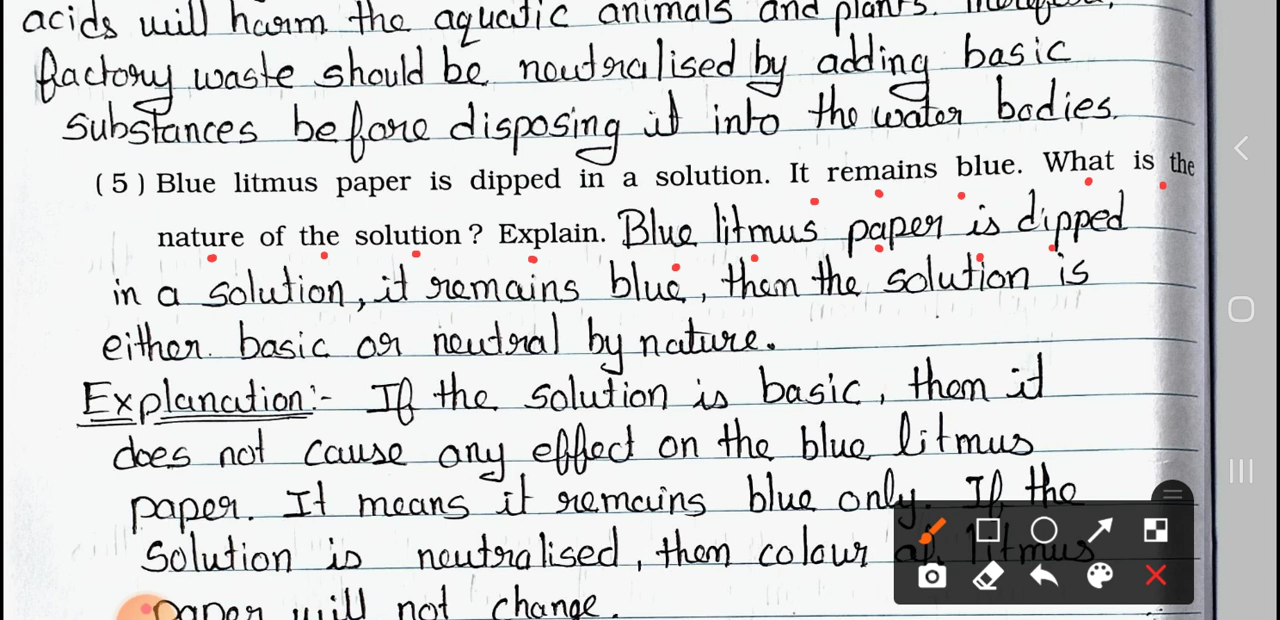 acids will harm the aquatic animals and plants.
factory waste should be neutralised by adding basic
substances before disposing it into the water bodies.
(5) Blue litmus paper is dipped in a solution. It remains blue. What is the
nature of the solution? Explain. Blue litmus paper is dipped
in a solution, it remains blue, then the solution is
either basic or neutral by nature.
Explanation:- If the solution is basic, then it
does not cause any effect on the blue litmus
paper. It means it remains blue only. If the
Solution is neutralised, then colour of litmus
paper will not change.